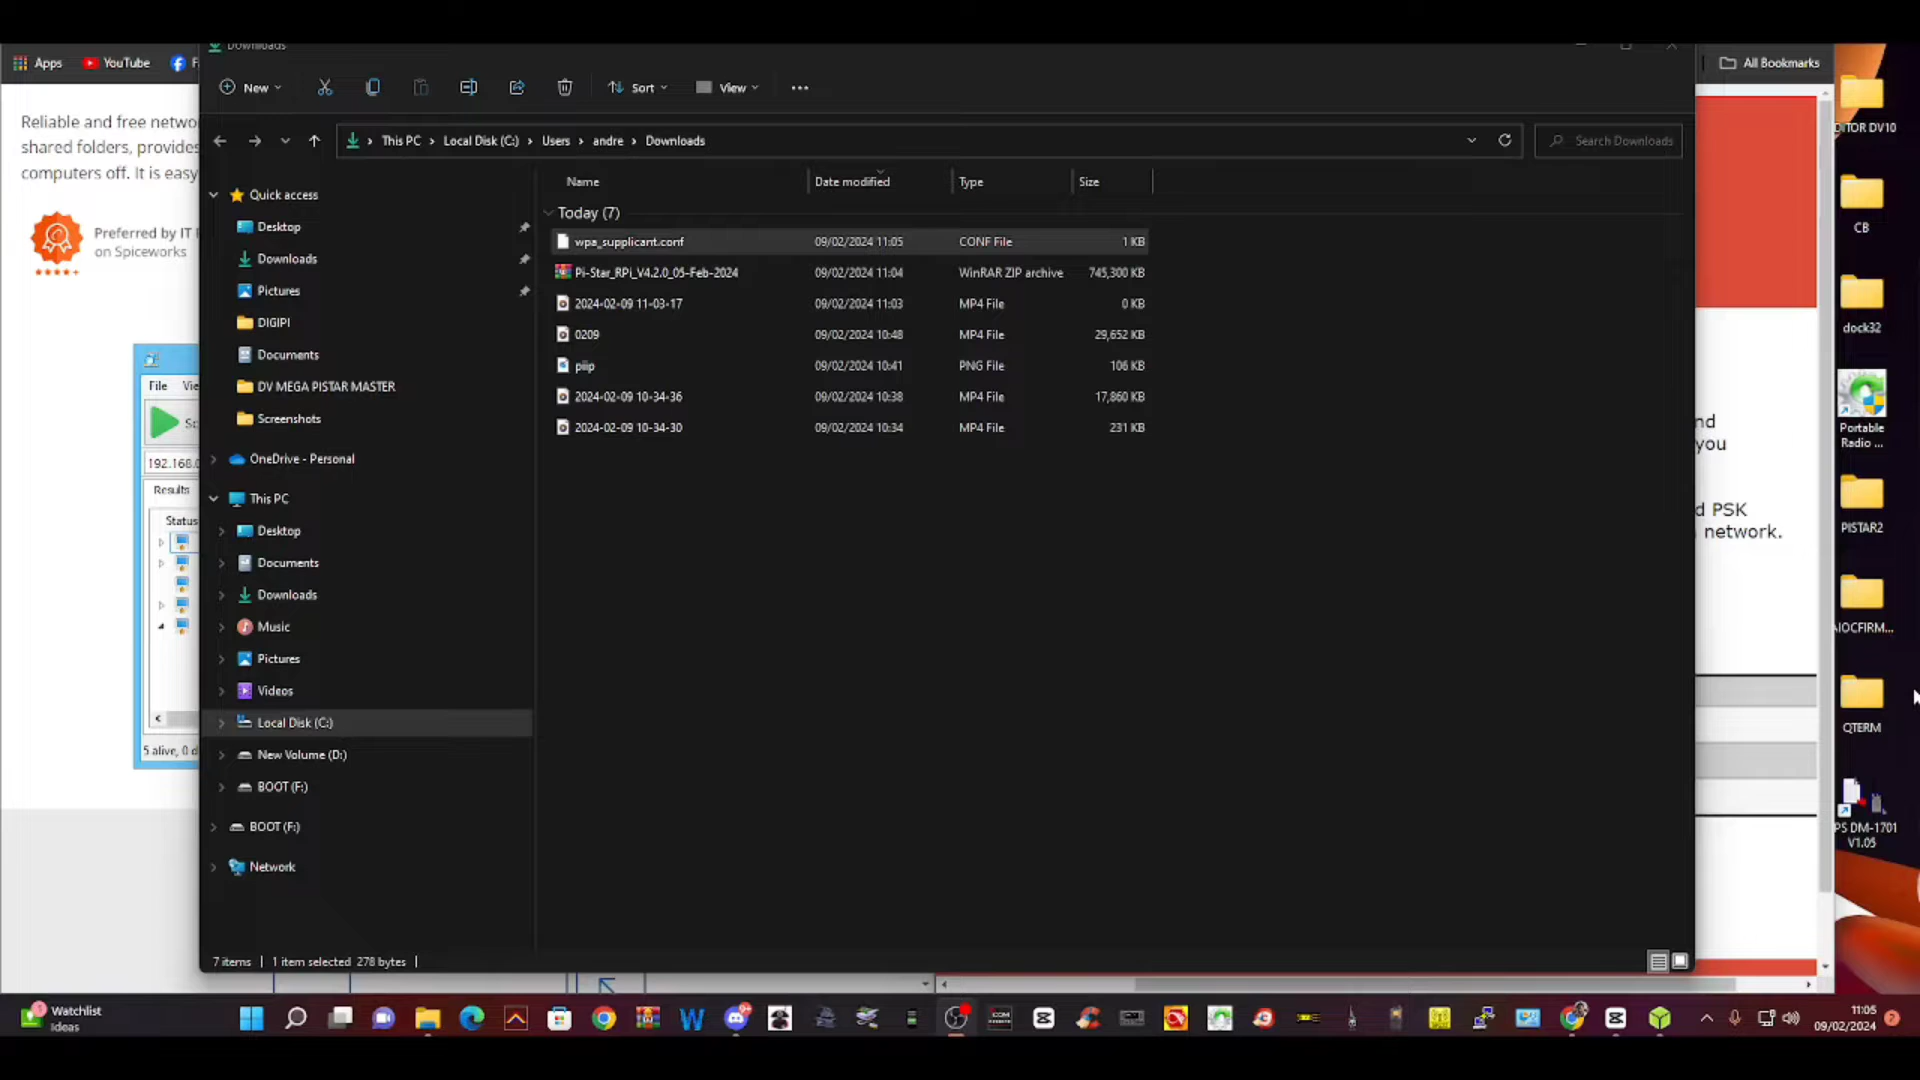 Downloads
Apps
YouTube
All Bookmarks
New
Sort
View
This PC
Local Disk (C:)
Users
andre
Downloads
Search Downloads
Reliable and free netwo
shared folders, provides
computers off. It is easy
Preferred by IT
on Spiceworks
File
192.168.
Results
Status
5 alive, 0 d
Quick access
Desktop
Downloads
Pictures
DIGIPI
Documents
DV MEGA PISTAR MASTER
Screenshots
OneDrive - Personal
This PC
Desktop
Documents
Downloads
Music
Pictures
Videos
Local Disk (C:)
New Volume (D:)
BOOT (F:)
BOOT (F:)
Network
Name Date modified Type Size
Today (7)
wpa_supplicant.conf 09/02/2024 11:05 CONF File 1 KB
Pi-Star_RPi_V4.2.0_05-Feb-2024 09/02/2024 11:04 WinRAR ZIP archive 745,300 KB
2024-02-09 11-03-17 09/02/2024 11:03 MP4 File 0 KB
0209 09/02/2024 10:48 MP4 File 29,652 KB
piip 09/02/2024 10:41 PNG File 106 KB
2024-02-09 10-34-36 09/02/2024 10:38 MP4 File 17,860 KB
2024-02-09 10-34-30 09/02/2024 10:34 MP4 File 231 KB
7 items
1 item selected 278 bytes
nd
you
d PSK
network.
DITOR DV10
CB
dock32
Portable
Radio ...
PISTAR2
AIOCFIRM...
QTERM
PS DM-1701
V1.05
Watchlist
Ideas
11:05
09/02/2024